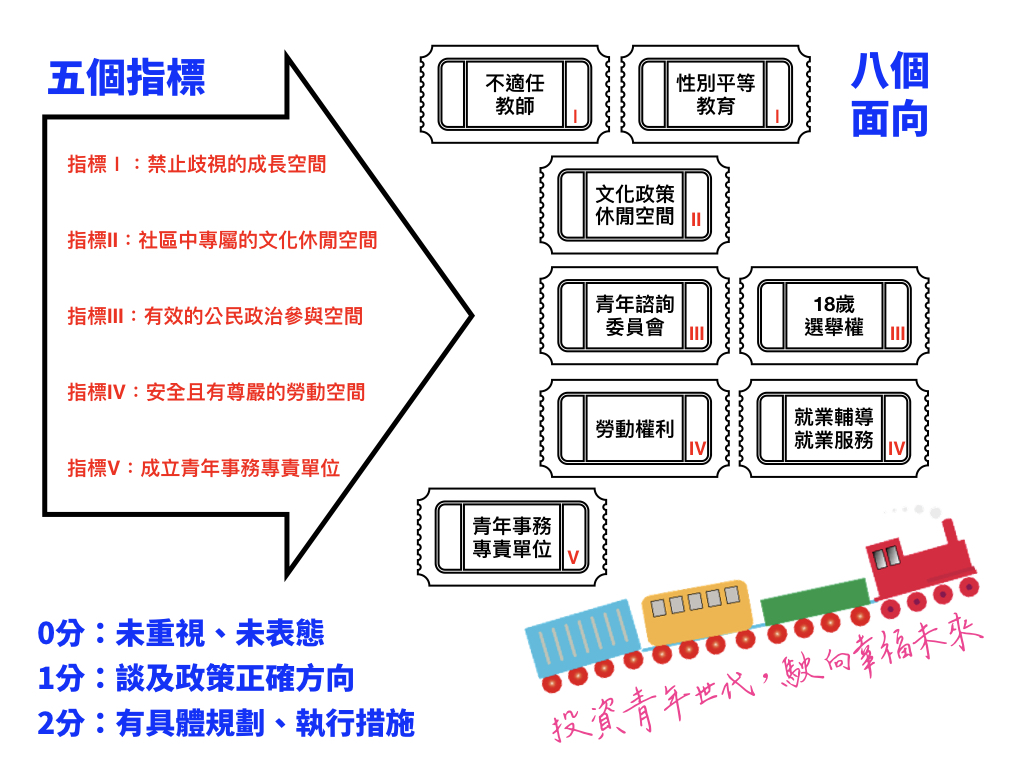 五個指標
指標 I ：禁止歧視的成長空間
指標II：社區中專屬的文化休閒空間
指標III：有效的公民政治參與空間
指標IV：安全且有尊嚴的勞動空間
指標V：成立青年事務專責單位
八個
面向
不適任
教師
I
性別平等
教育
I
文化政策
休閒空間
II
青年諮詢
委員會
III
18歲
選舉權
III
勞動權利
IV
就業輔導
就業服務
IV
青年事務
專責單位
V
0分：未重視、未表態
1分：談及政策正確方向
2分：有具體規劃、執行措施
投資青年世代，駛向幸福未來